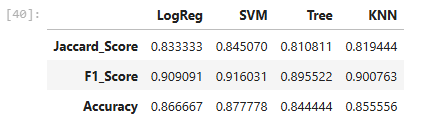 [40]:
LogReg SVM Tree KNN
Jaccard_Score 0.833333 0.845070 0.810811 0.819444
F1_Score 0.909091 0.916031 0.895522 0.900763
Accuracy 0.866667 0.877778 0.844444 0.855556